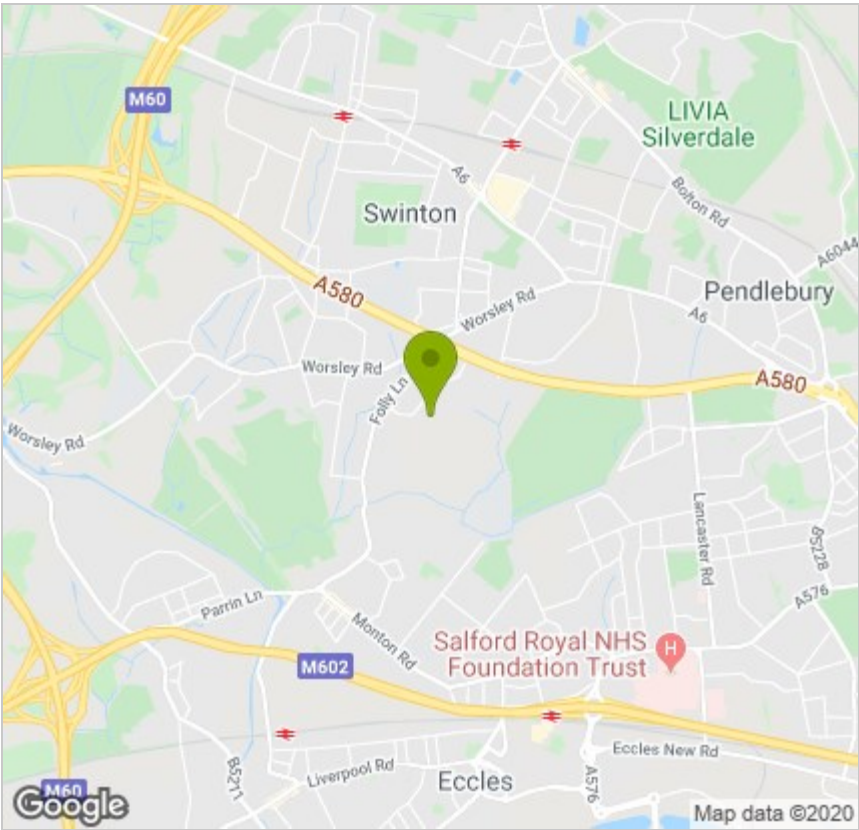 M60
LIVIA
Silverdale
A6
Bolton Rd
Swinton
A6044
A580
Pendlebury
Worsley Rd
A6
Worsley Rd
A580
Folly Ln
Worsley Rd
Lancaster Rd
B5228
A576
Parrin Ln
Monton Rd
Salford Royal NHS
Foundation Trust
H
M602
Eccles New Rd
B5211
Liverpool Rd
Eccles
A576
M60
Google
Map data ©2020